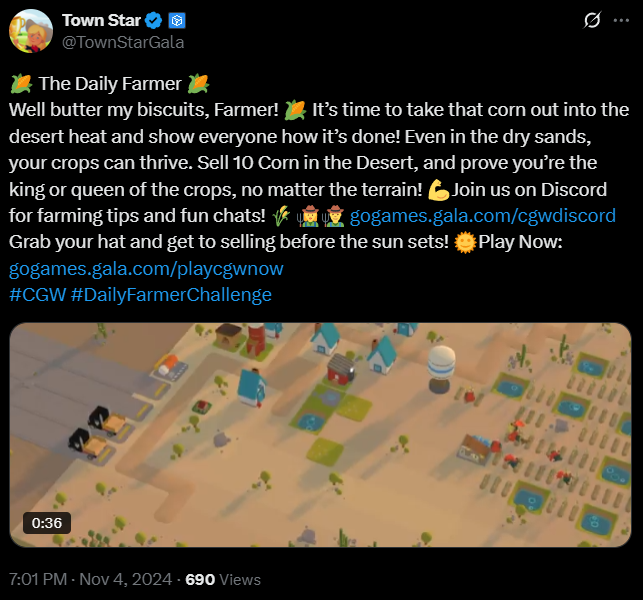 Town Star
@TownStarGala
🌽 The Daily Farmer 🌽
Well butter my biscuits, Farmer! 🌽 It’s time to take that corn out into the
desert heat and show everyone how it’s done! Even in the dry sands,
your crops can thrive. Sell 10 Corn in the Desert, and prove you’re the
king or queen of the crops, no matter the terrain! 💪Join us on Discord
for farming tips and fun chats! 🌾 👩‍🌾👨‍🌾 gogames.gala.com/cgwdiscord
Grab your hat and get to selling before the sun sets! 🌞Play Now:
gogames.gala.com/playcgwnow
#CGW #DailyFarmerChallenge
0:36
7:01 PM · Nov 4, 2024 · 690 Views